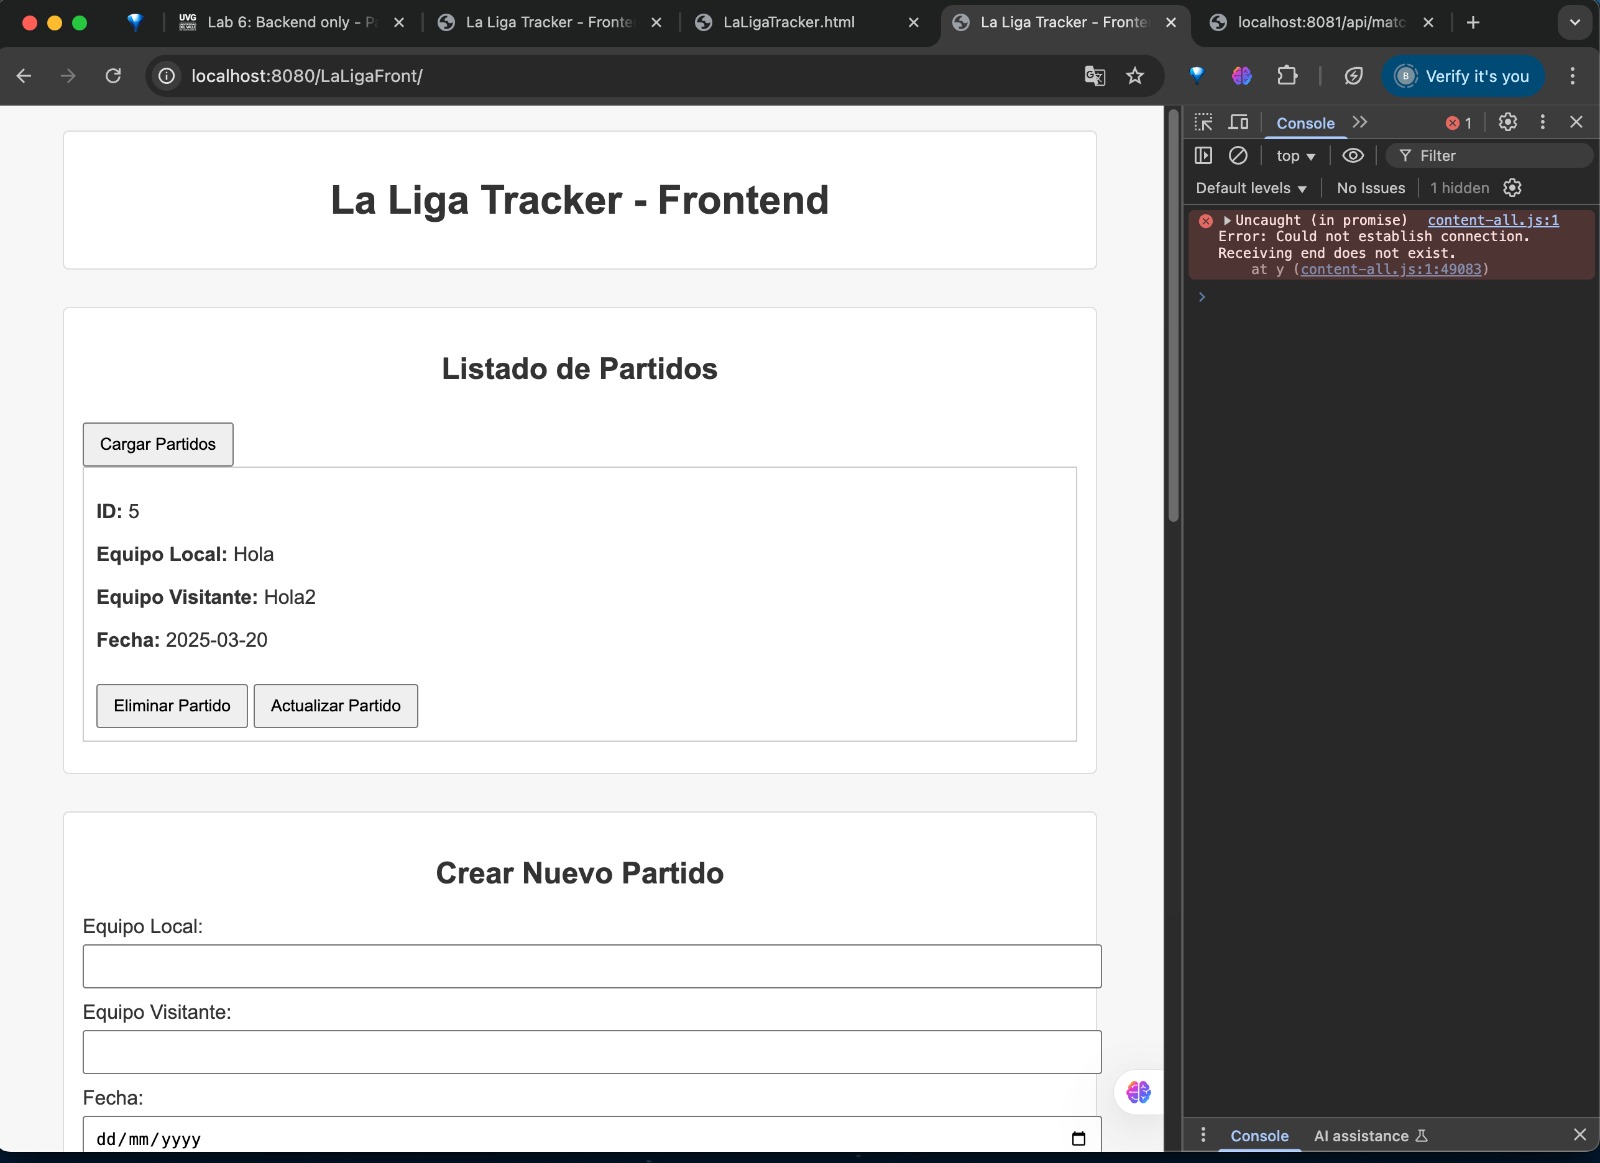 UVG
Lab 6: Backend only - P
La Liga Tracker - Fronte
LaLigaTracker.html
La Liga Tracker - Fronte
localhost:8081/api/matc
localhost:8080/LaLigaFront/
B
Verify it's you
La Liga Tracker - Frontend
Listado de Partidos
Cargar Partidos
ID: 5
Equipo Local: Hola
Equipo Visitante: Hola2
Fecha: 2025-03-20
Eliminar Partido
Actualizar Partido
Crear Nuevo Partido
Equipo Local:
Equipo Visitante:
Fecha:
dd/mm/yyyy
Console
1
top
Filter
Default levels
No Issues
1 hidden
Uncaught (in promise) content-all.js:1
Error: Could not establish connection.
Receiving end does not exist.
at y (content-all.js:1:49083)
Console
AI assistance